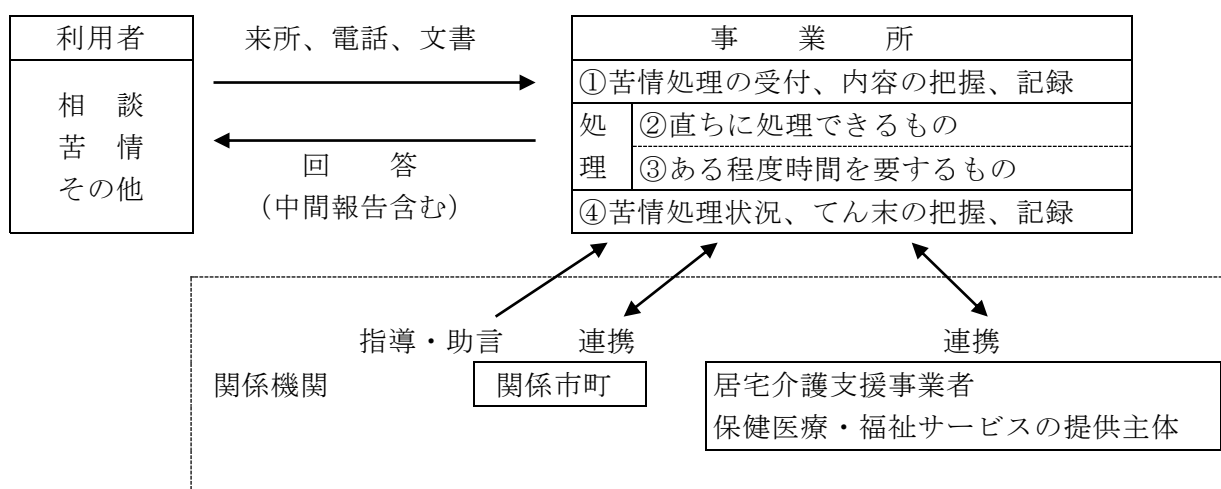 利用者
相　談
苦　情
その他
来所、電話、文書
回　　答
（中間報告含む）
事　　業　　所
①苦情処理の受付、内容の把握、記録
処理
②直ちに処理できるもの
③ある程度時間を要するもの
④苦情処理状況、てん末の把握、記録
指導・助言
連携
連携
関係機関
関係市町
居宅介護支援事業者
保健医療・福祉サービスの提供主体